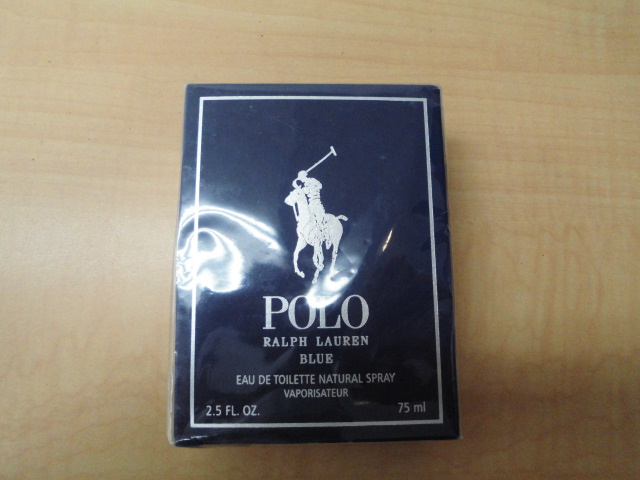 POLO
RALPH LAUREN
BLUE
EAU DE TOILETTE NATURAL SPRAY
VAPORISATEUR
2.5 FL. OZ. 75 ml